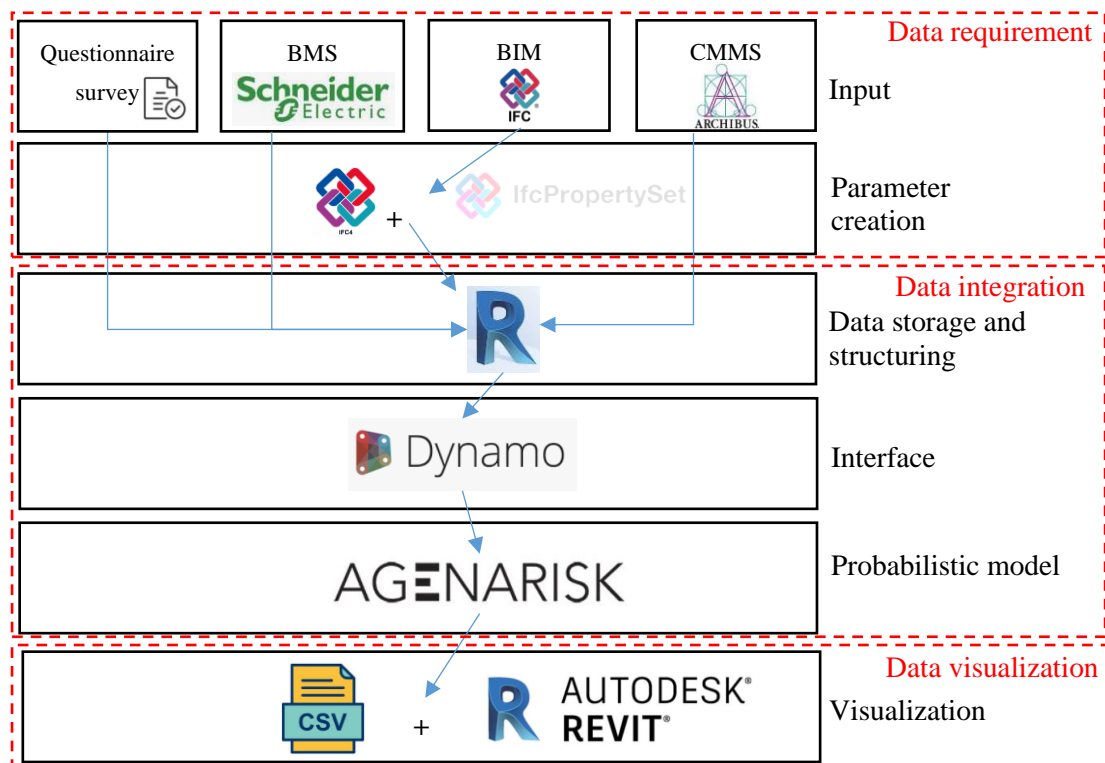 Data requirement
Questionnaire
survey
BMS
Schneider
Electric
BIM
IFC
CMMS
ARCHIBUS
Input
IFC4
+
IfcPropertySet
Parameter
creation
Data integration
R
Data storage and
structuring
Dynamo
Interface
AGENARISK
Probabilistic model
Data visualization
CSV
+
R
AUTODESK®
REVIT®
Visualization